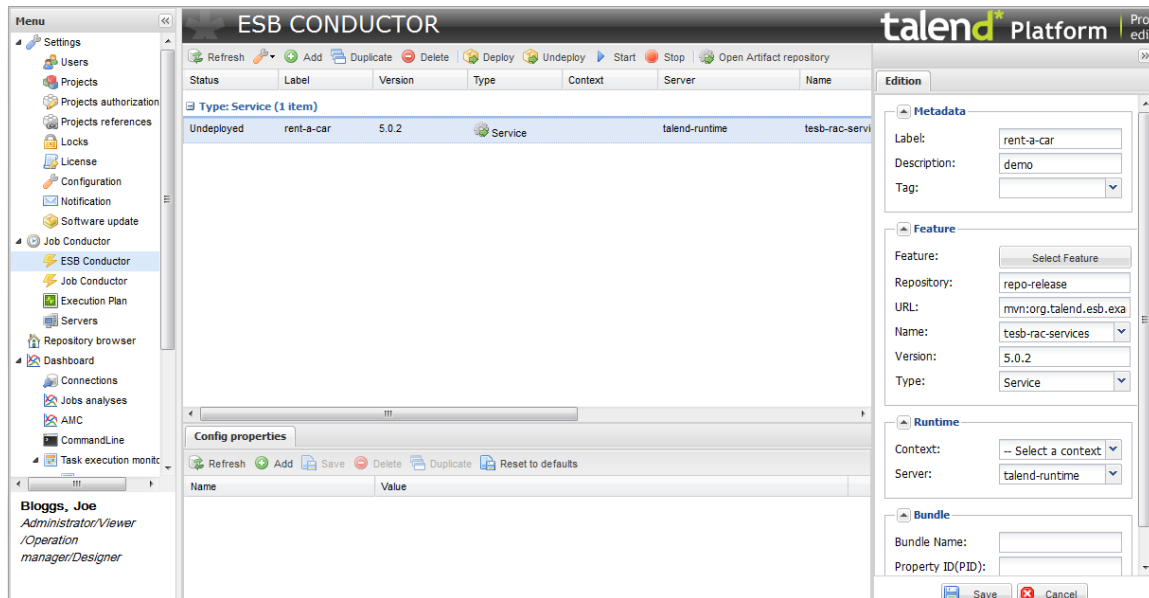 ESB CONDUCTOR
talend* Platform
Pro
edi
Menu
Settings
Users
Projects
Projects authorization
Projects references
Locks
License
Configuration
Notification
Software update
Job Conductor
ESB Conductor
Job Conductor
Execution Plan
Servers
Repository browser
Dashboard
Connections
Jobs analyses
AMC
CommandLine
Task execution monitc
Bloggs, Joe
Administrator/Viewer
/Operation
manager/Designer
Refresh Add Duplicate Delete Deploy Undeploy Start Stop Open Artifact repository
Status Label Version Type Context Server Name
Type: Service (1 item)
Undeployed rent-a-car 5.0.2 Service talend-runtime tesb-rac-servi
Config properties
Refresh Add Save Delete Duplicate Reset to defaults
Name Value
Edition
Metadata
Label: rent-a-car
Description: demo
Tag:
Feature
Feature: Select Feature
Repository: repo-release
URL: mvn:org.talend.esb.exa
Name: tesb-rac-services
Version: 5.0.2
Type: Service
Runtime
Context: -- Select a context
Server: talend-runtime
Bundle
Bundle Name:
Property ID(PID):
Save Cancel